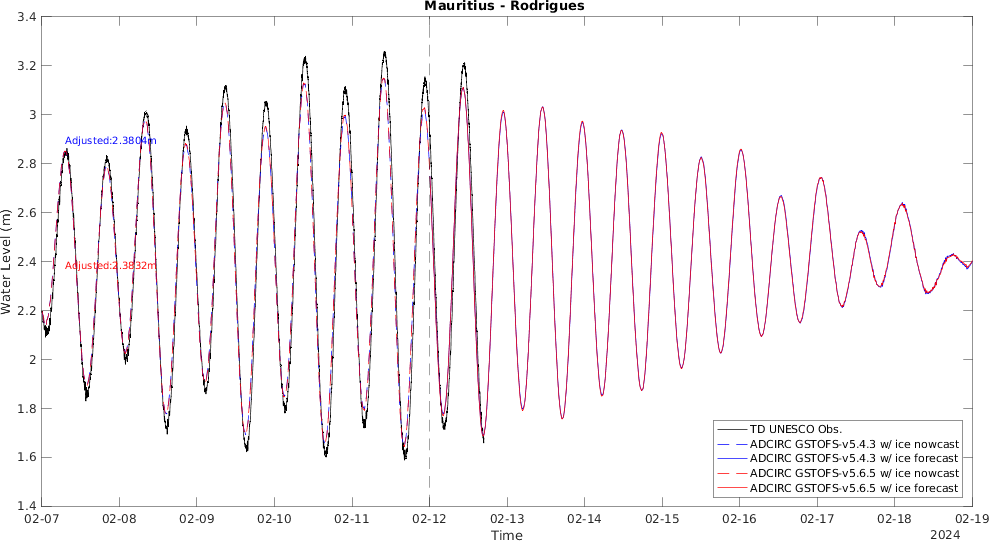 Mauritius - Rodrigues
Water Level (m)
3.4
3.2
3
2.8
2.6
2.4
2.2
2
1.8
1.6
1.4
Adjusted:2.3804m
Adjusted:2.3832m
TD UNESCO Obs.
ADCIRC GSTOFS-v5.4.3 w/ ice nowcast
ADCIRC GSTOFS-v5.4.3 w/ ice forecast
ADCIRC GSTOFS-v5.6.5 w/ ice nowcast
ADCIRC GSTOFS-v5.6.5 w/ ice forecast
02-07 02-08 02-09 02-10 02-11 02-12 02-13 02-14 02-15 02-16 02-17 02-18 02-19
Time
2024